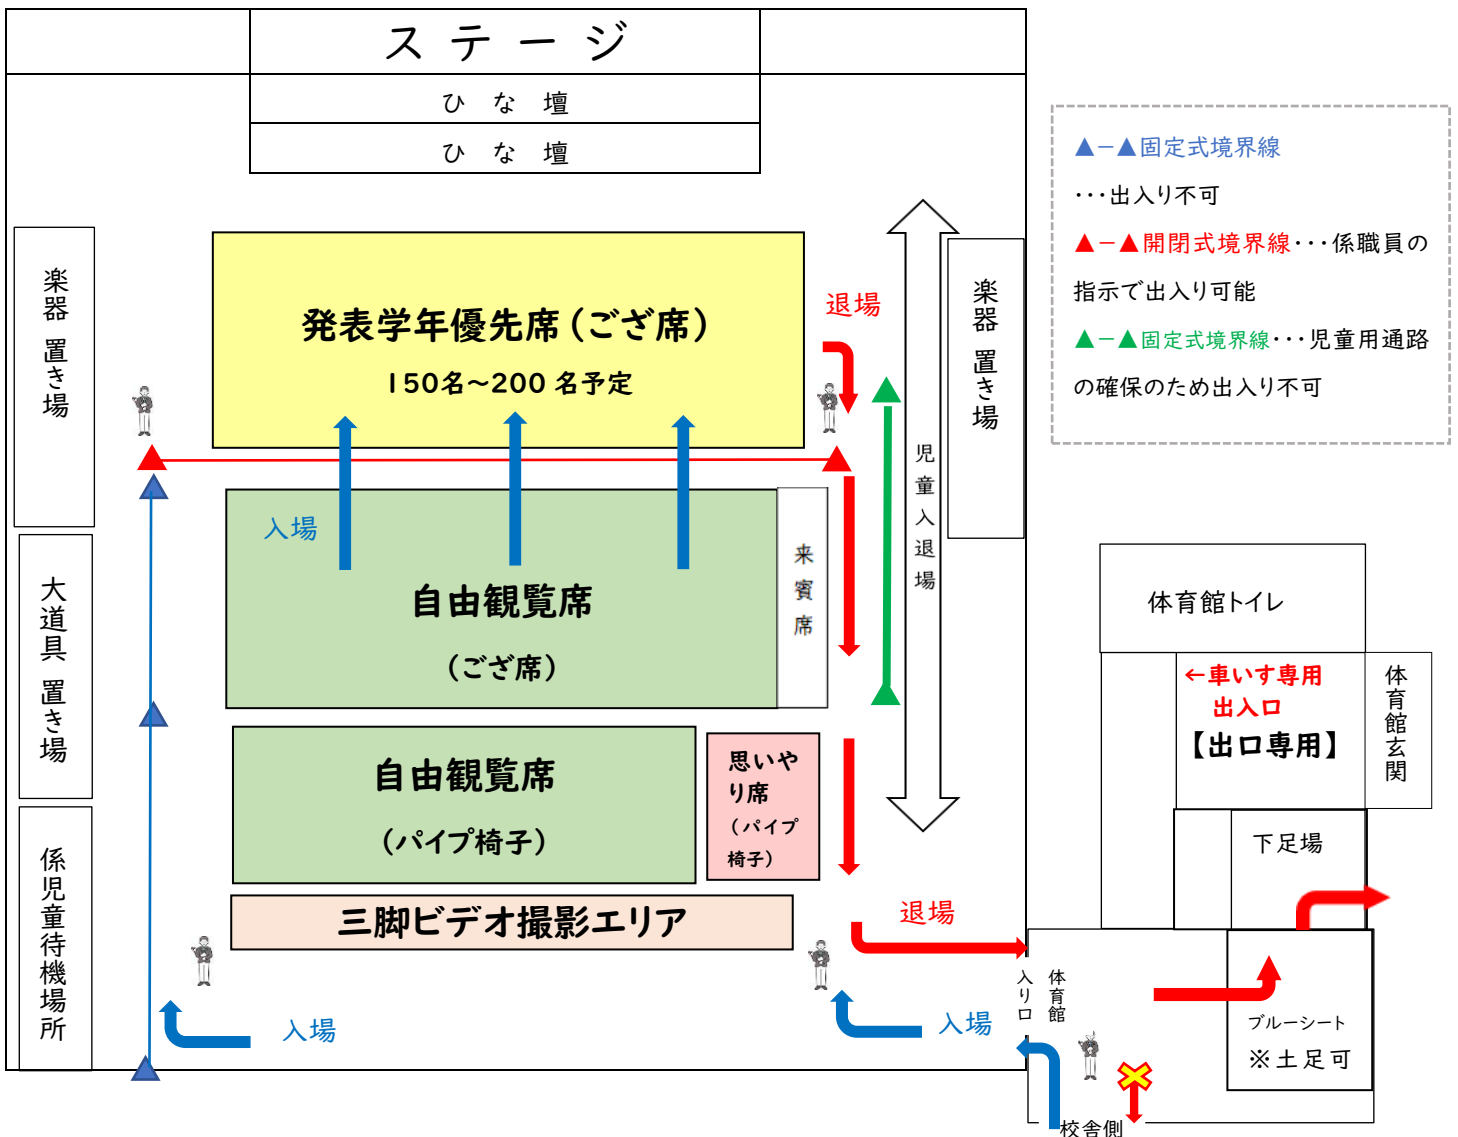 ステージ
ひな壇
ひな壇
▲−▲固定式境界線
・・・出入り不可
▲−▲開閉式境界線・・・係職員の
指示で出入り可能
▲−▲固定式境界線・・・児童用通路
の確保のため出入り不可
楽器 置き場
発表学年優先席（ござ席）
150名～200 名予定
退場
楽器 置き場
児童入退場
入場
自由観覧席
（ござ席）
来賓席
大道具 置き場
体育館トイレ
←車いす専用
出入口
【出口専用】
体育館玄関
自由観覧席
（パイプ椅子）
思いや
り席
（パイプ
椅子）
下足場
係児童待機場所
三脚ビデオ撮影エリア
退場
入場
入場
体育館
入り口
ブルーシート
※土足可
校舎側